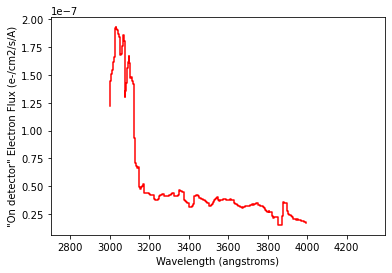 1e−7
2.00
1.75
1.50
1.25
1.00
0.75
0.50
0.25
"On detector" Electron Flux (e-/cm2/s/A)
2800 3000 3200 3400 3600 3800 4000 4200
Wavelength (angstroms)